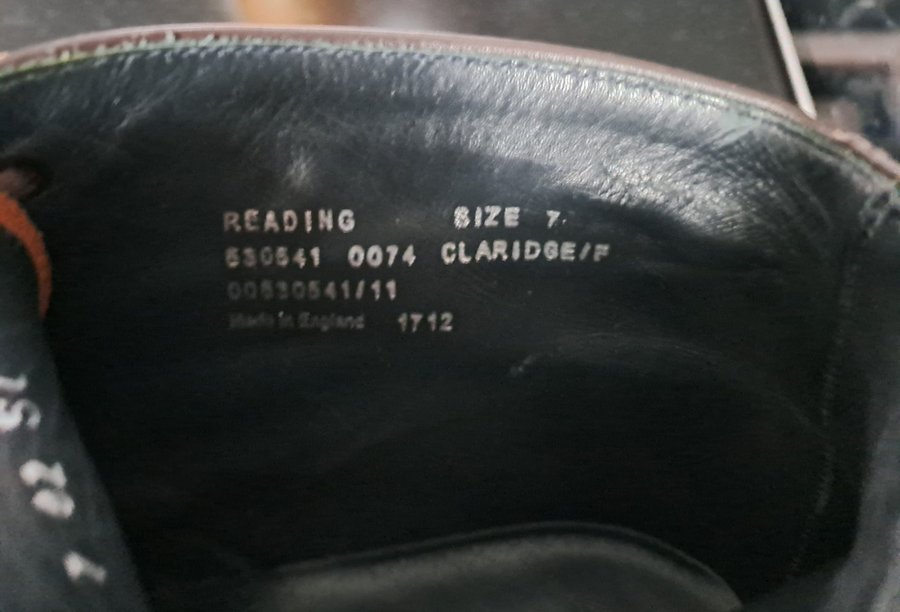 READING SIZE 7
530541 0074 CLARIDGE/F
00530541/11
Made in England 1712